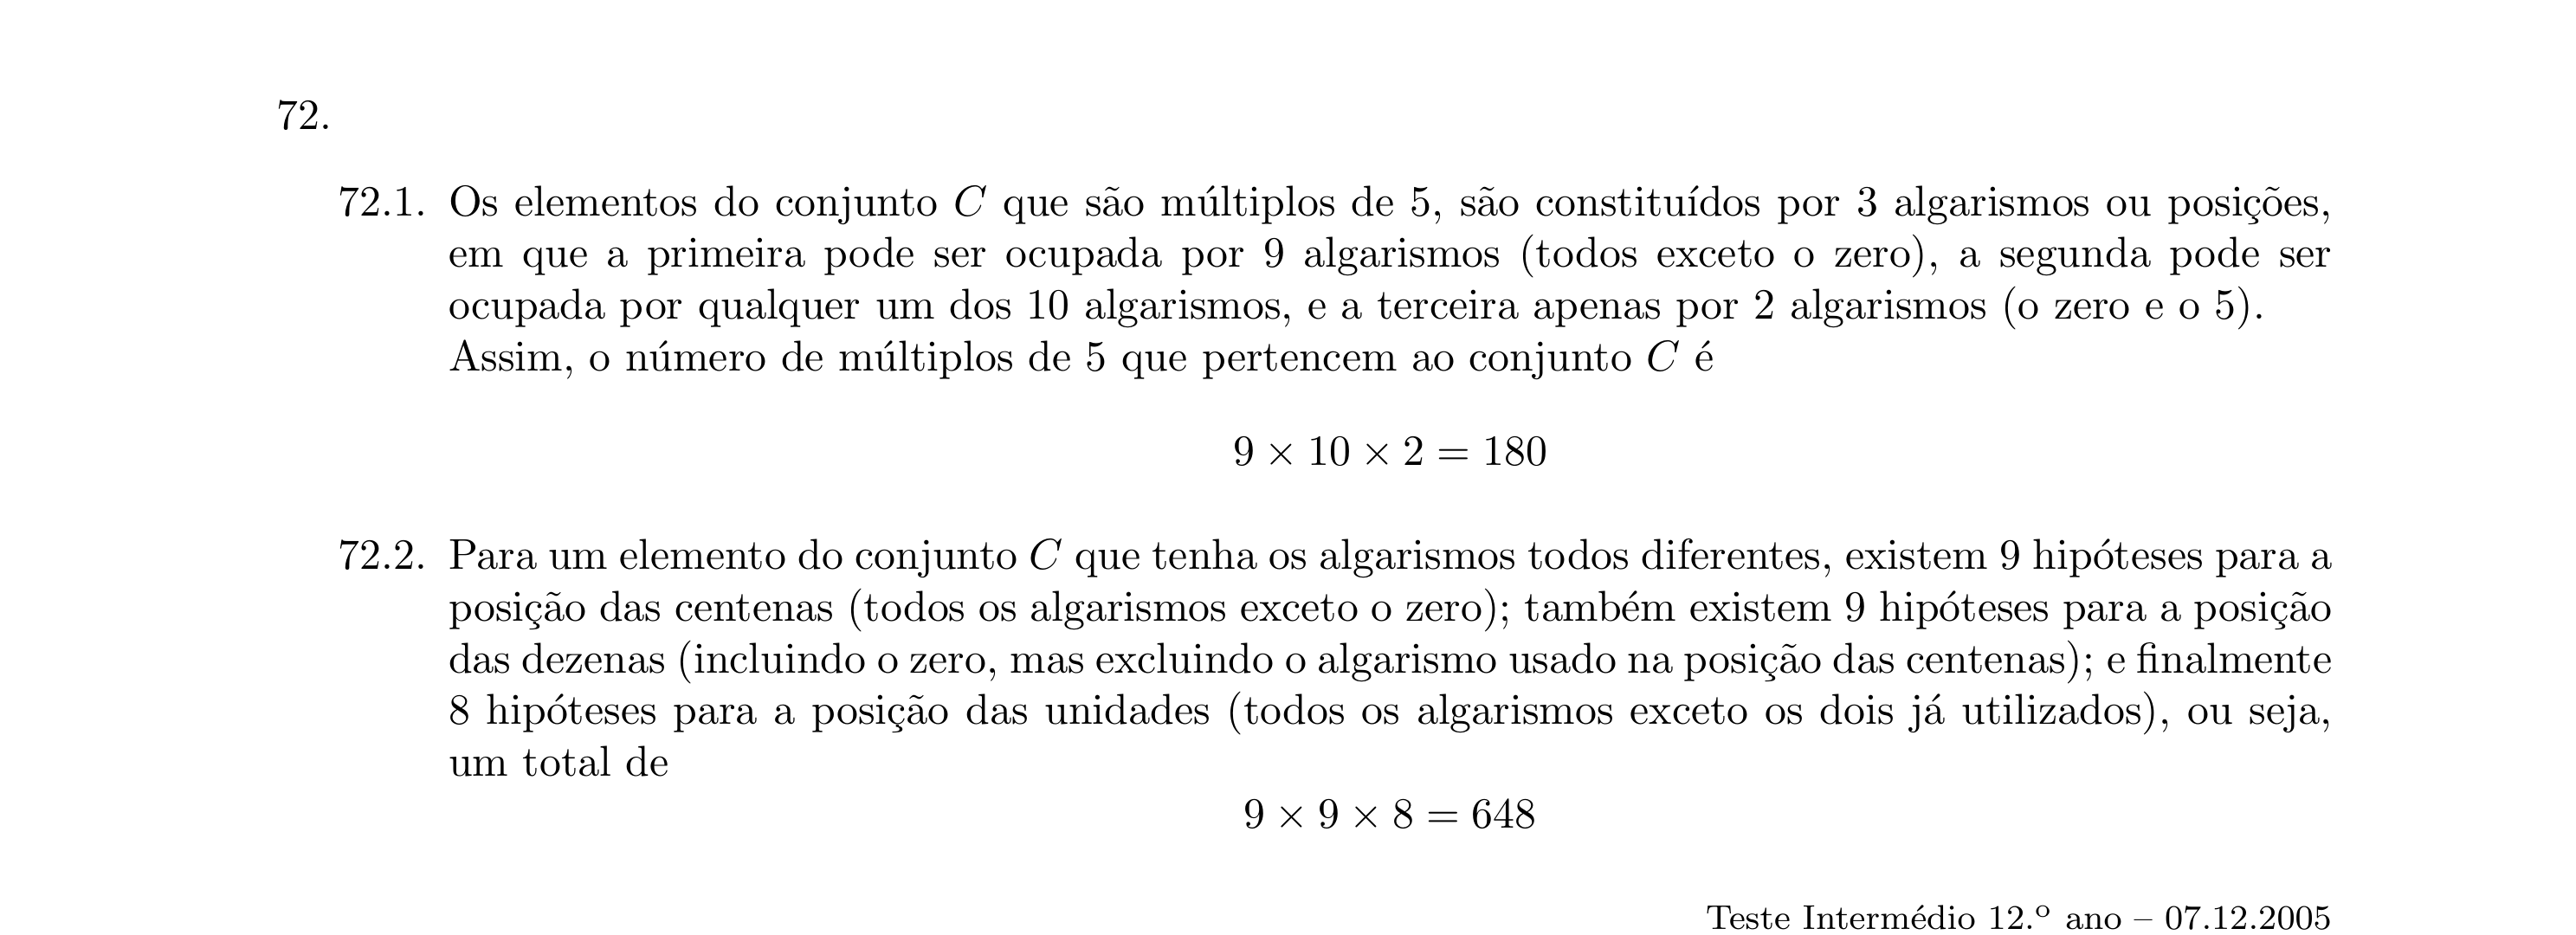 72.
72.1. Os elementos do conjunto C que são múltiplos de 5, são constituídos por 3 algarismos ou posições,
em que a primeira pode ser ocupada por 9 algarismos (todos exceto o zero), a segunda pode ser
ocupada por qualquer um dos 10 algarismos, e a terceira apenas por 2 algarismos (o zero e o 5).
Assim, o número de múltiplos de 5 que pertencem ao conjunto C é
9 × 10 × 2 = 180
72.2. Para um elemento do conjunto C que tenha os algarismos todos diferentes, existem 9 hipóteses para a
posição das centenas (todos os algarismos exceto o zero); também existem 9 hipóteses para a posição
das dezenas (incluindo o zero, mas excluindo o algarismo usado na posição das centenas); e finalmente
8 hipóteses para a posição das unidades (todos os algarismos exceto os dois já utilizados), ou seja,
um total de
9 × 9 × 8 = 648
Teste Intermédio 12.º ano – 07.12.2005